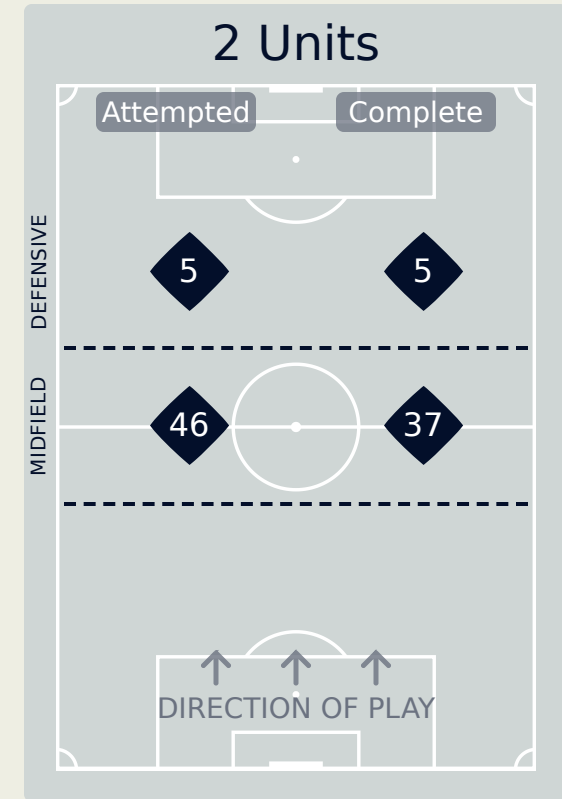 2 Units
Attempted Complete
DEFENSIVE
5 5
MIDFIELD
46 37
DIRECTION OF PLAY